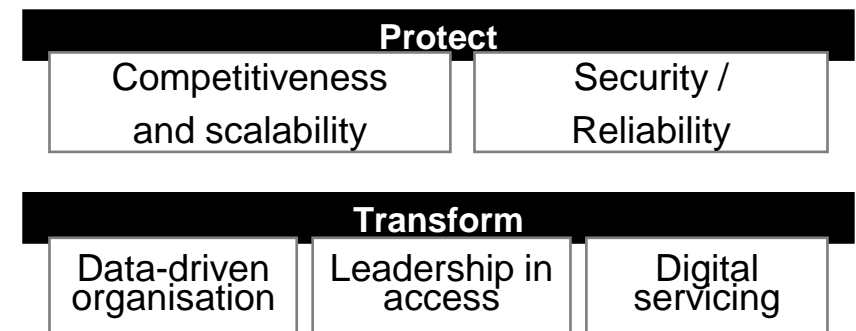 Protect
Competitiveness
and scalability
Security /
Reliability
Transform
Data-driven
organisation
Leadership in
access
Digital
servicing